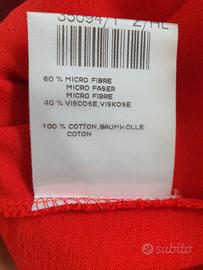 60 % MICRO FIBRE
MICRO FASER
MICRO FIBRE
40 % VISCOSE,VISKOSE
100 % COTTON,BAUMWOLLE
COTON
subito